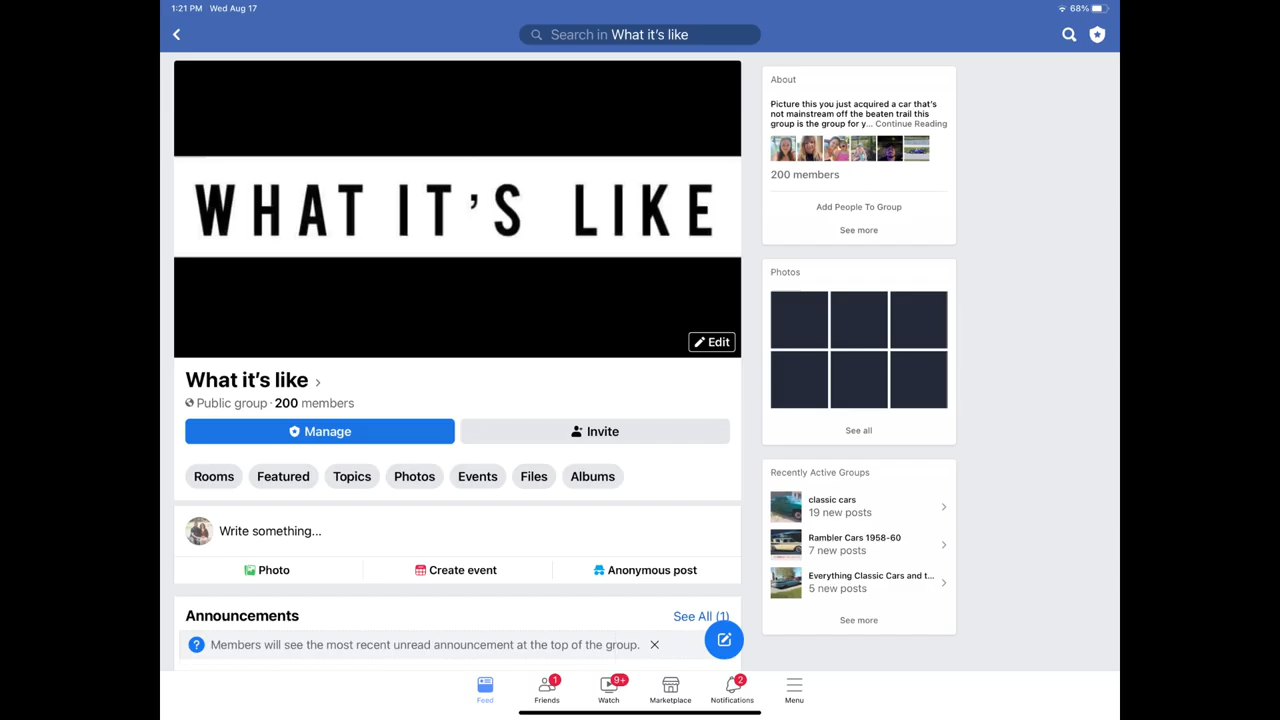 1:21 PM Wed Aug 17
68%
Search in What it's like
WHAT IT'S LIKE
Edit
What it's like
Public group · 200 members
Manage
Invite
Rooms
Featured
Topics
Photos
Events
Files
Albums
Write something...
Photo
Create event
Anonymous post
Announcements
See All (1)
? Members will see the most recent unread announcement at the top of the group.
About
Picture this you just acquired a car that's
not mainstream off the beaten trail this
group is the group for y... Continue Reading
200 members
Add People To Group
See more
Photos
See all
Recently Active Groups
classic cars
19 new posts
Rambler Cars 1958-60
7 new posts
Everything Classic Cars and t...
5 new posts
See more
Feed
1
Friends
9+
Watch
Marketplace
2
Notifications
Menu